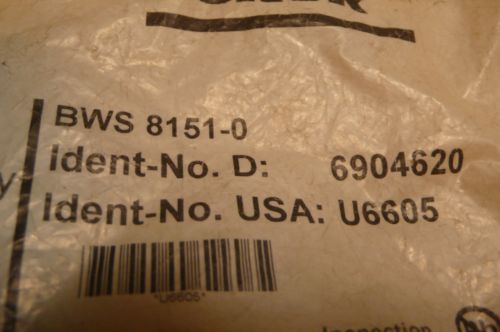 BWS 8151-0
Ident-No. D: 6904620
Ident-No. USA: U6605
*U6605*